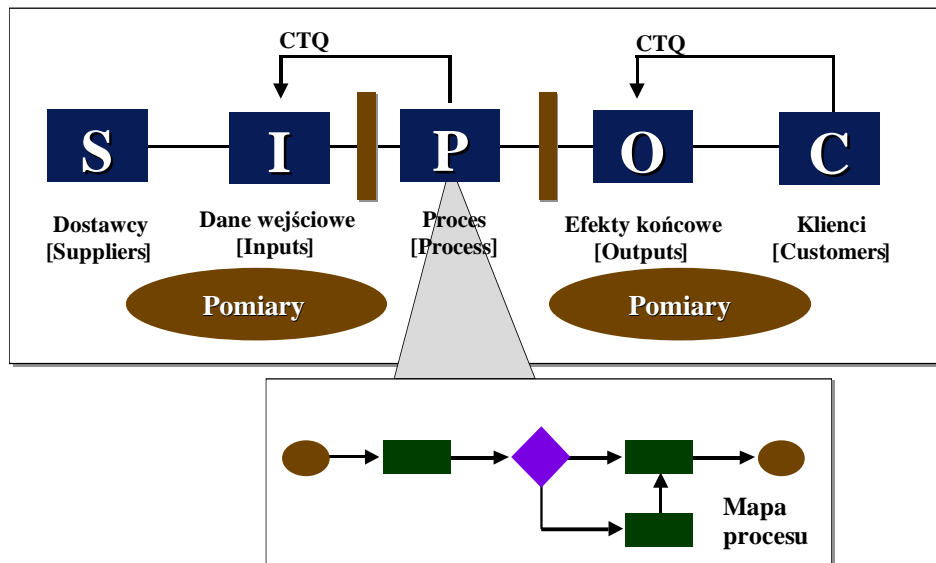 CTQ
CTQ
S
I
P
O
C
Dostawcy
[Suppliers]
Dane wejściowe
[Inputs]
Proces
[Process]
Efekty końcowe
[Outputs]
Klienci
[Customers]
Pomiary
Pomiary
Mapa
procesu